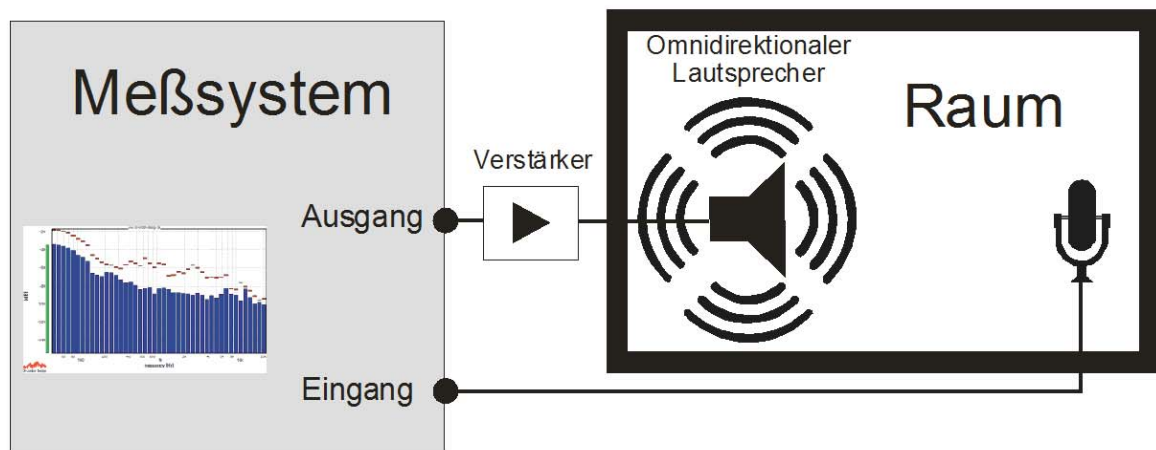 Meßsystem
Omnidirektionaler
Lautsprecher
Raum
Verstärker
Ausgang
Eingang